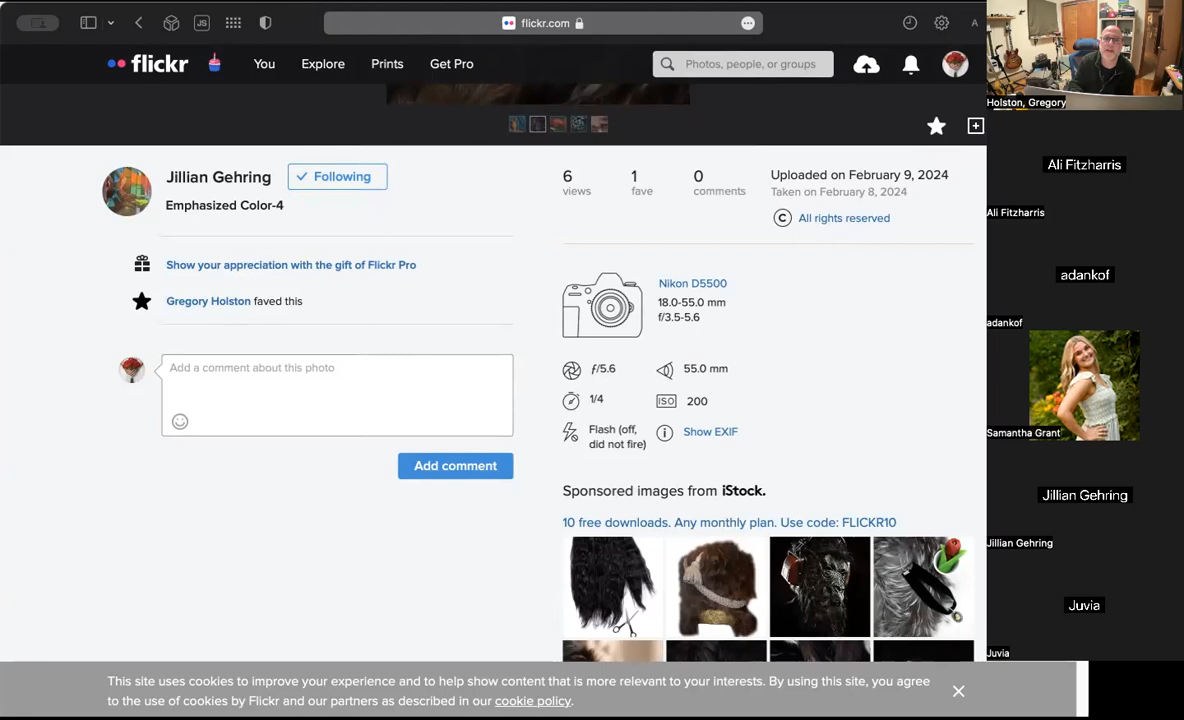 JS
flickr.com
A
flickr
You
Explore
Prints
Get Pro
Photos, people, or groups
Holston, Gregory
Ali Fitzharris
Ali Fitzharris
adankof
adankof
Samantha Grant
Jillian Gehring
Jillian Gehring
Juvia
Juvia
Jillian Gehring
Following
Emphasized Color-4
Show your appreciation with the gift of Flickr Pro
Gregory Holston faved this
Add a comment about this photo
Add comment
6
views
1
fave
0
comments
Uploaded on February 9, 2024
Taken on February 8, 2024
© All rights reserved
Nikon D5500
18.0-55.0 mm
f/3.5-5.6
ƒ/5.6
55.0 mm
1/4
ISO 200
Flash (off,
did not fire)
Show EXIF
Sponsored images from iStock.
10 free downloads. Any monthly plan. Use code: FLICKR10
This site uses cookies to improve your experience and to help show content that is more relevant to your interests. By using this site, you agree
to the use of cookies by Flickr and our partners as described in our cookie policy.